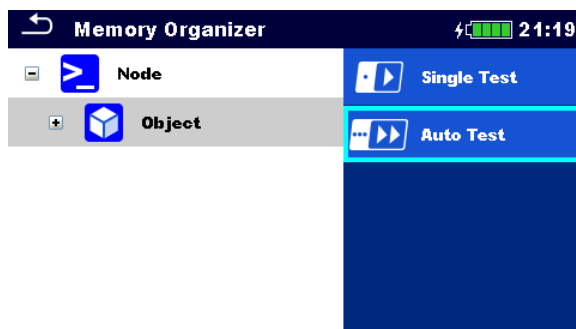 Memory Organizer 21:19
Node
Single Test
Object
Auto Test